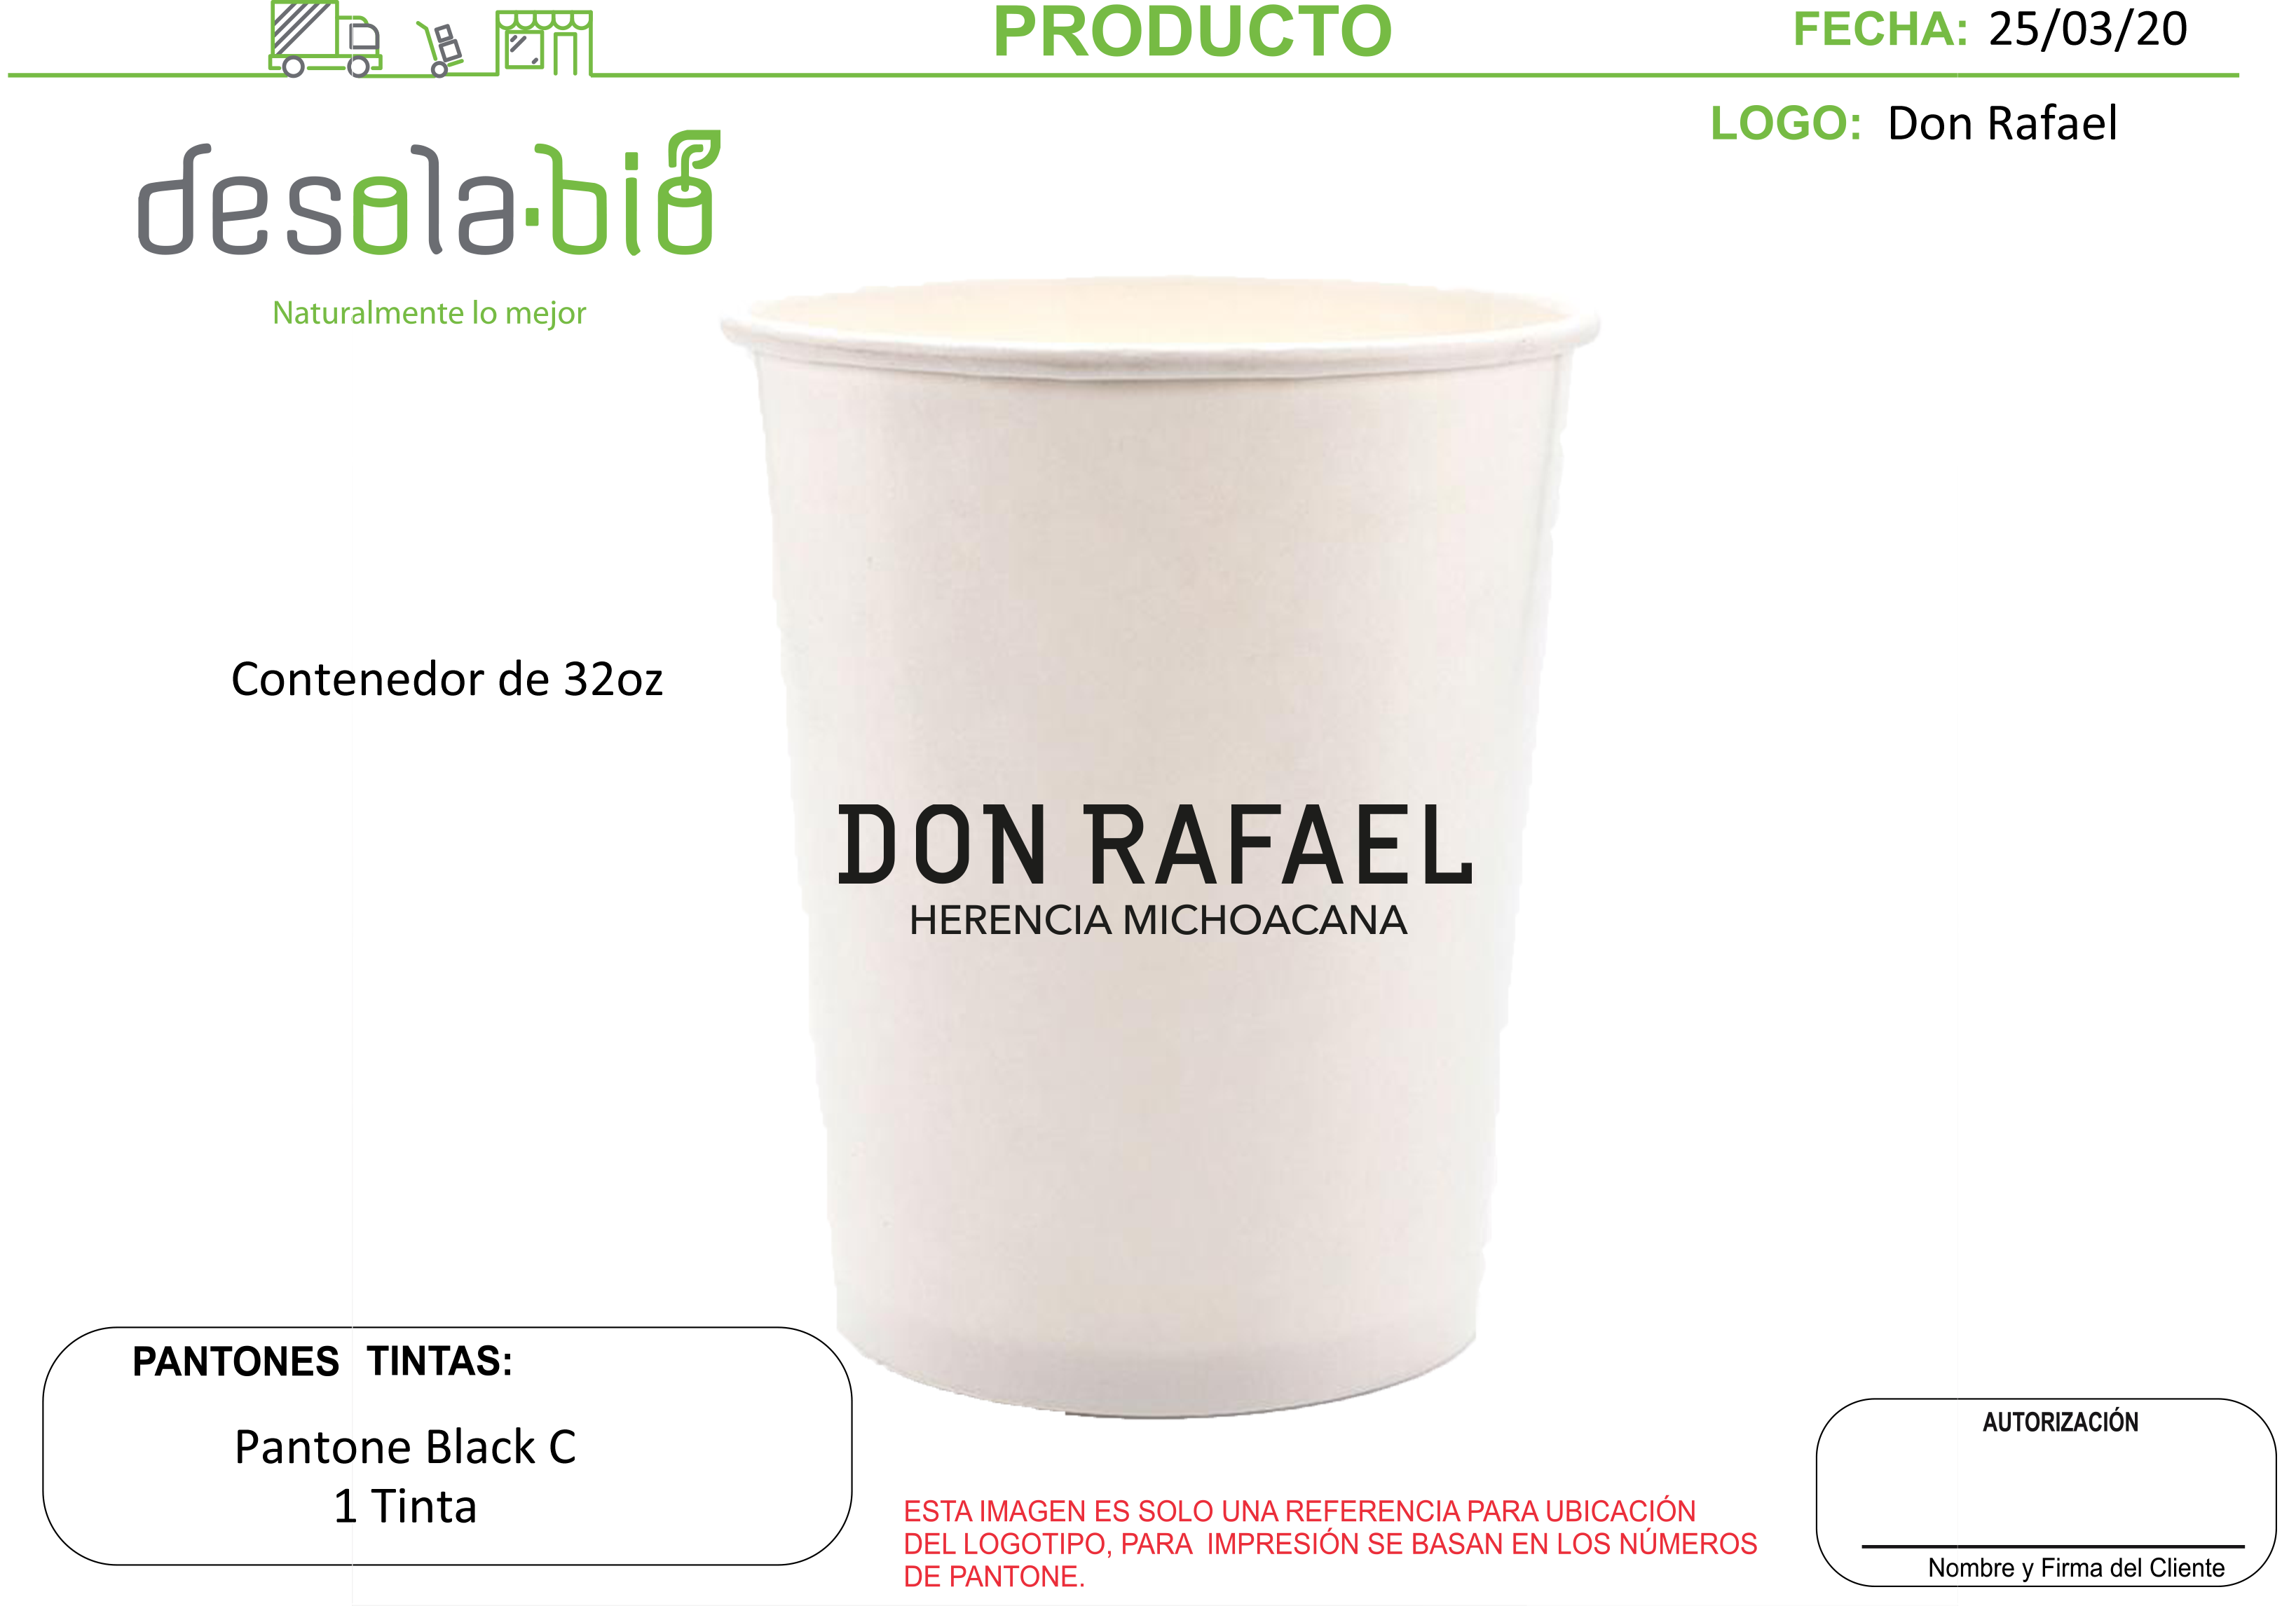 PRODUCTO
FECHA: 25/03/20
LOGO: Don Rafael
desola·bio
Naturalmente lo mejor
Contenedor de 32oz
DON RAFAEL
HERENCIA MICHOACANA
PANTONES TINTAS:
Pantone Black C
1 Tinta
ESTA IMAGEN ES SOLO UNA REFERENCIA PARA UBICACIÓN
DEL LOGOTIPO, PARA IMPRESIÓN SE BASAN EN LOS NÚMEROS
DE PANTONE.
AUTORIZACIÓN
Nombre y Firma del Cliente